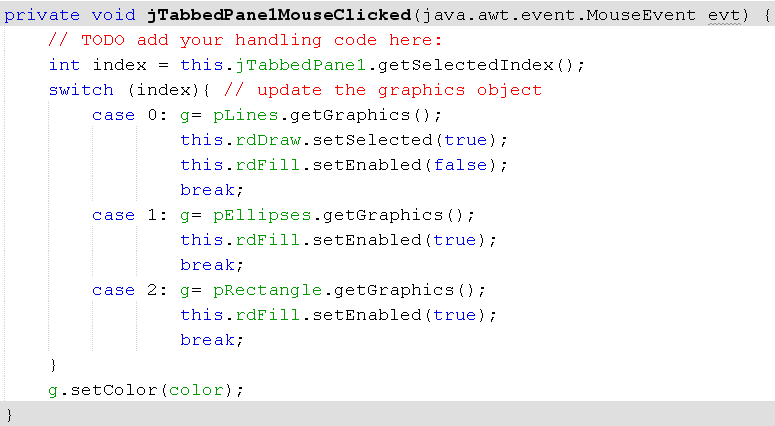 private void jTabbedPane1MouseClicked(java.awt.event.MouseEvent evt) {
    // TODO add your handling code here:
    int index = this.jTabbedPane1.getSelectedIndex();
    switch (index){ // update the graphics object
        case 0: g= pLines.getGraphics();
                this.rdDraw.setSelected(true);
                this.rdFill.setEnabled(false);
                break;
        case 1: g= pEllipses.getGraphics();
                this.rdFill.setEnabled(true);
                break;
        case 2: g= pRectangle.getGraphics();
                this.rdFill.setEnabled(true);
                break;
    }
    g.setColor(color);
}